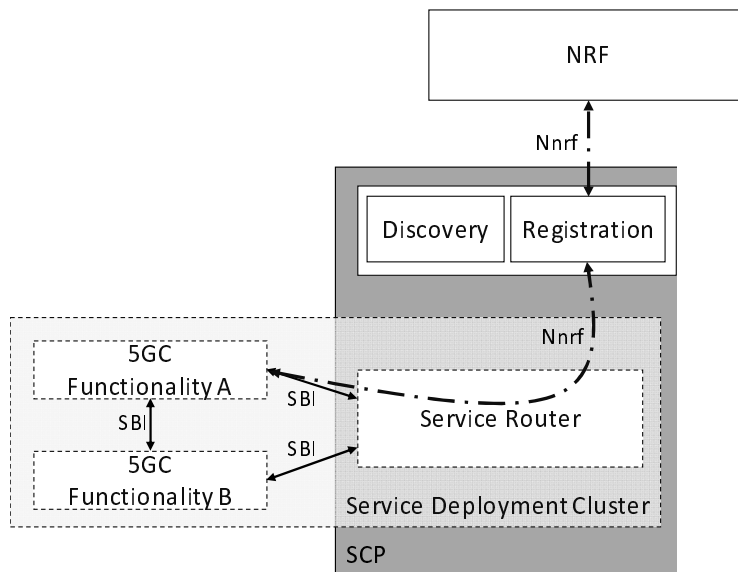 NRF
Nnrf
Discovery
Registration
Nnrf
5GC
Functionality A
SBI
SBI
Service Router
SBI
5GC
Functionality B
Service Deployment Cluster
SCP